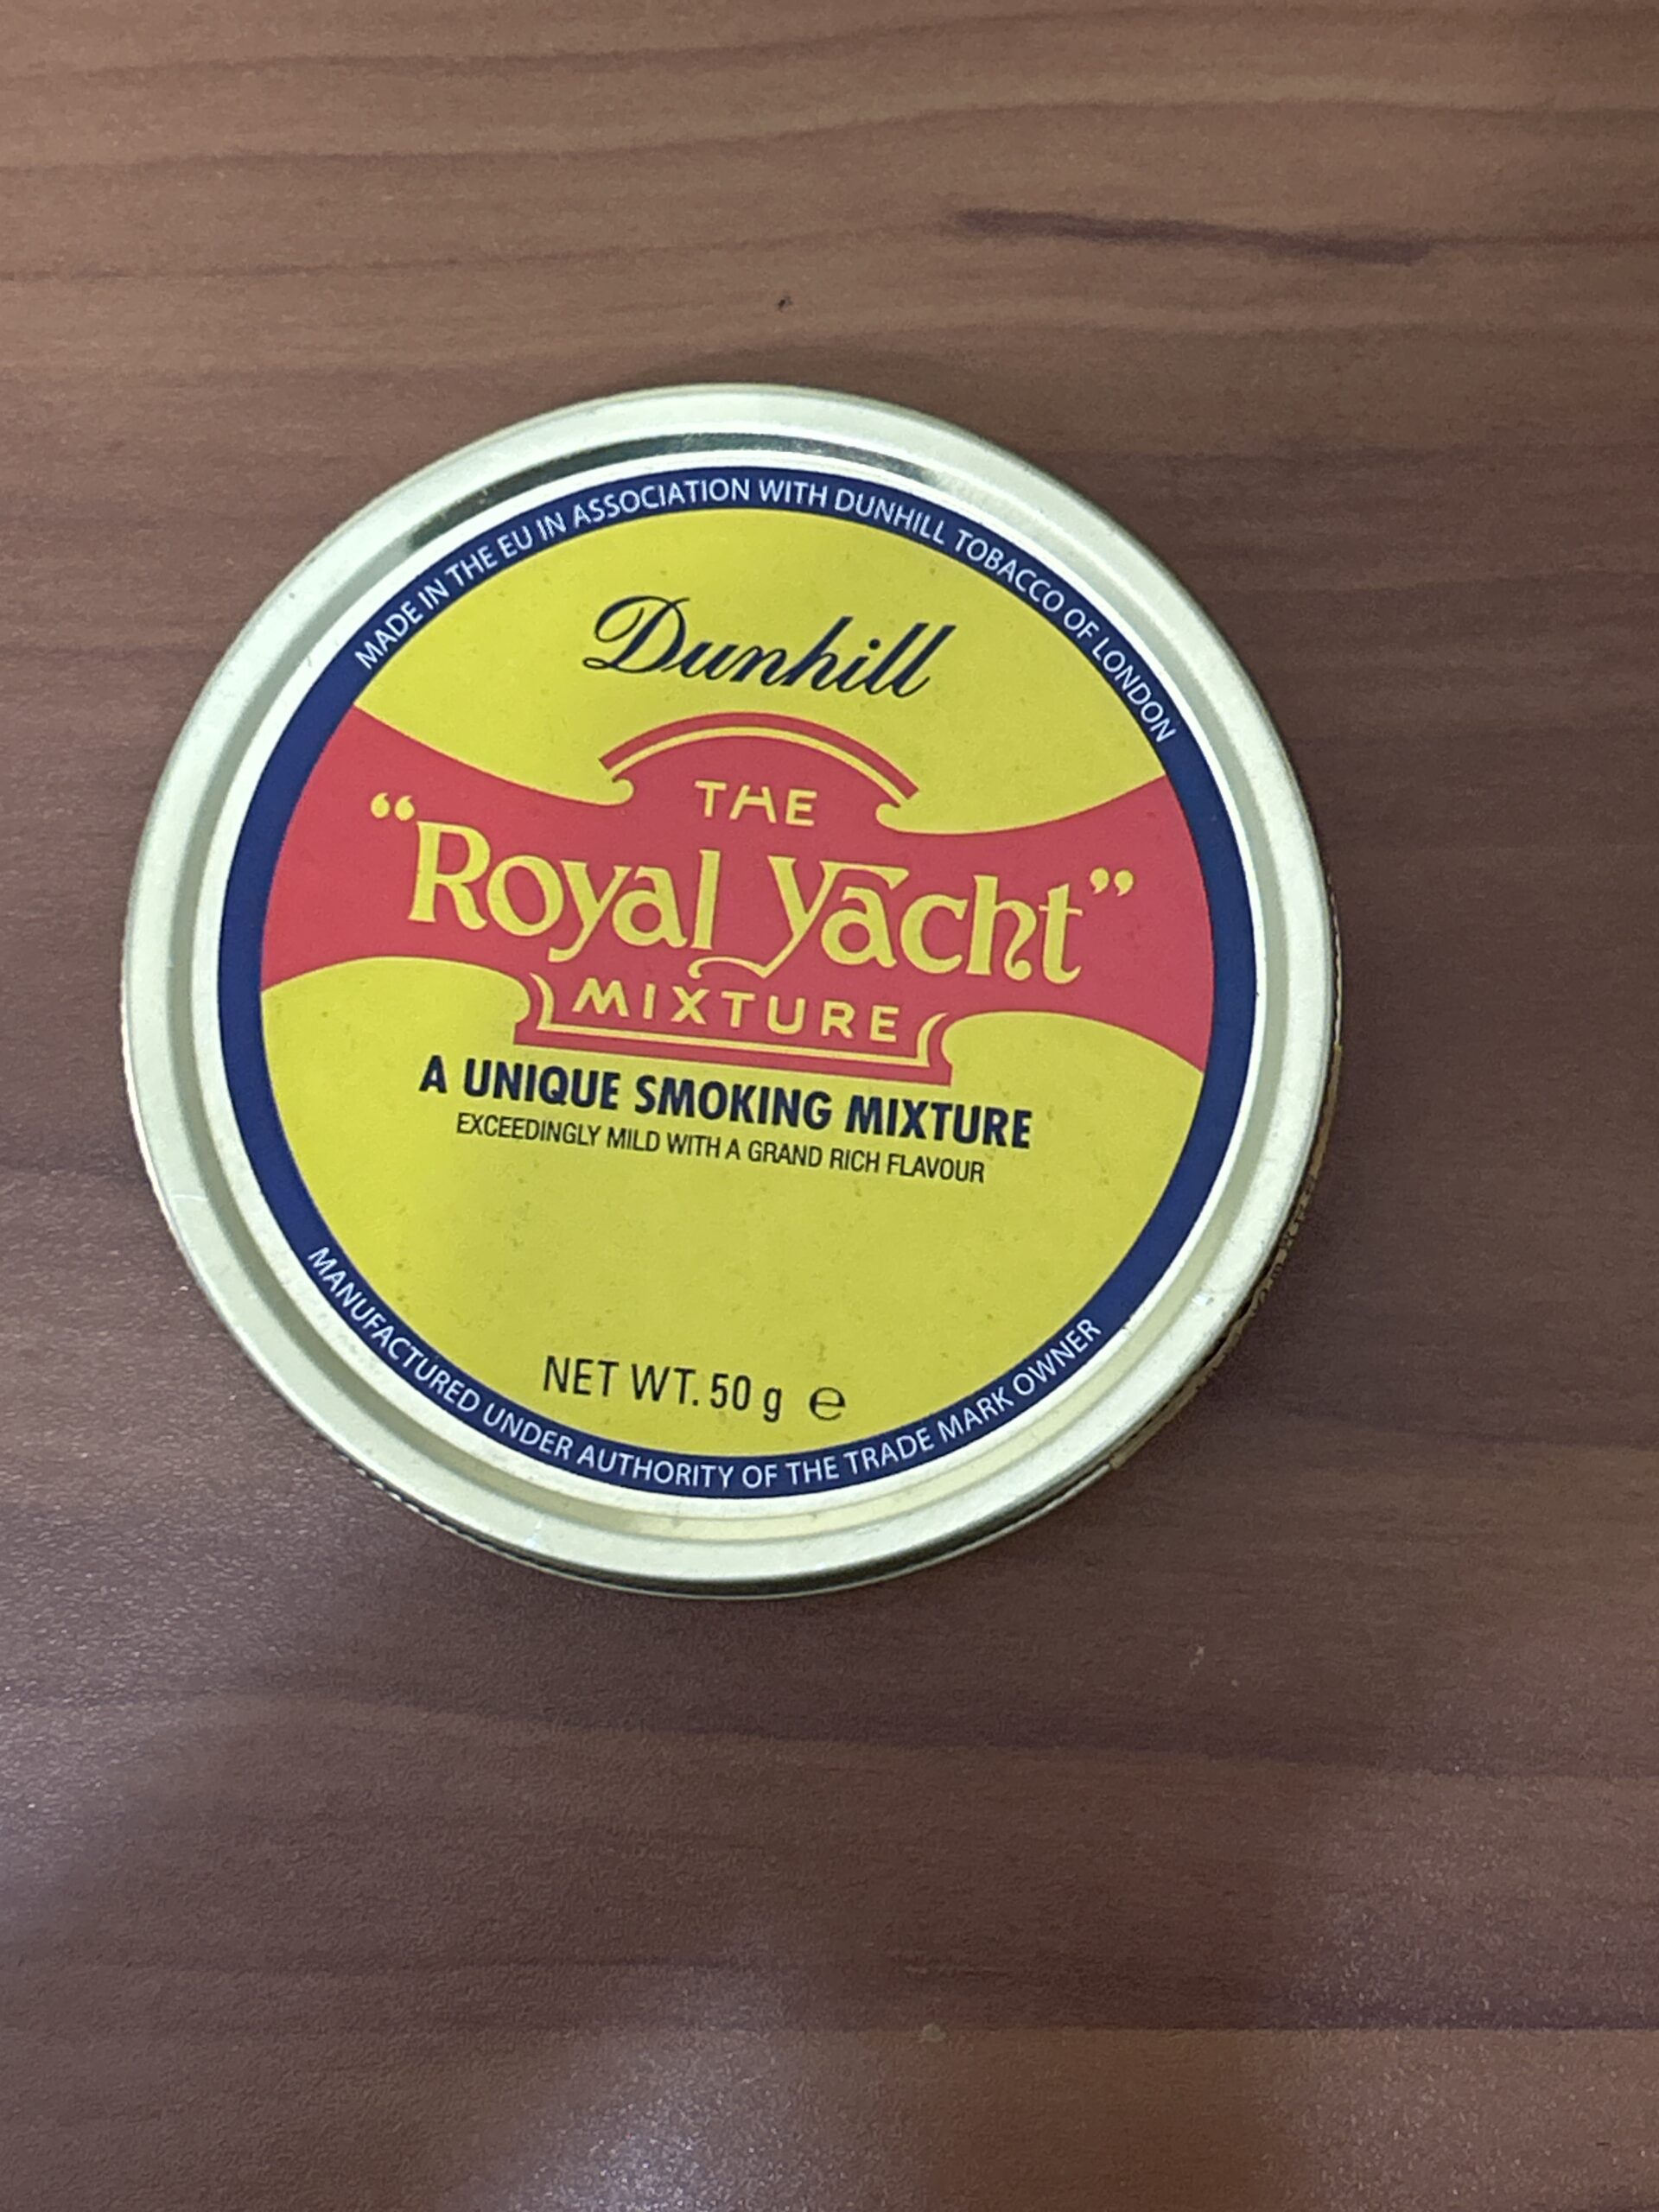 MADE IN THE EU IN ASSOCIATION WITH DUNHILL TOBACCO OF LONDON
Dunhill
THE
“Royal Yacht”
MIXTURE
A UNIQUE SMOKING MIXTURE
EXCEEDINGLY MILD WITH A GRAND RICH FLAVOUR
NET WT. 50 g ℮
MANUFACTURED UNDER AUTHORITY OF THE TRADE MARK OWNER